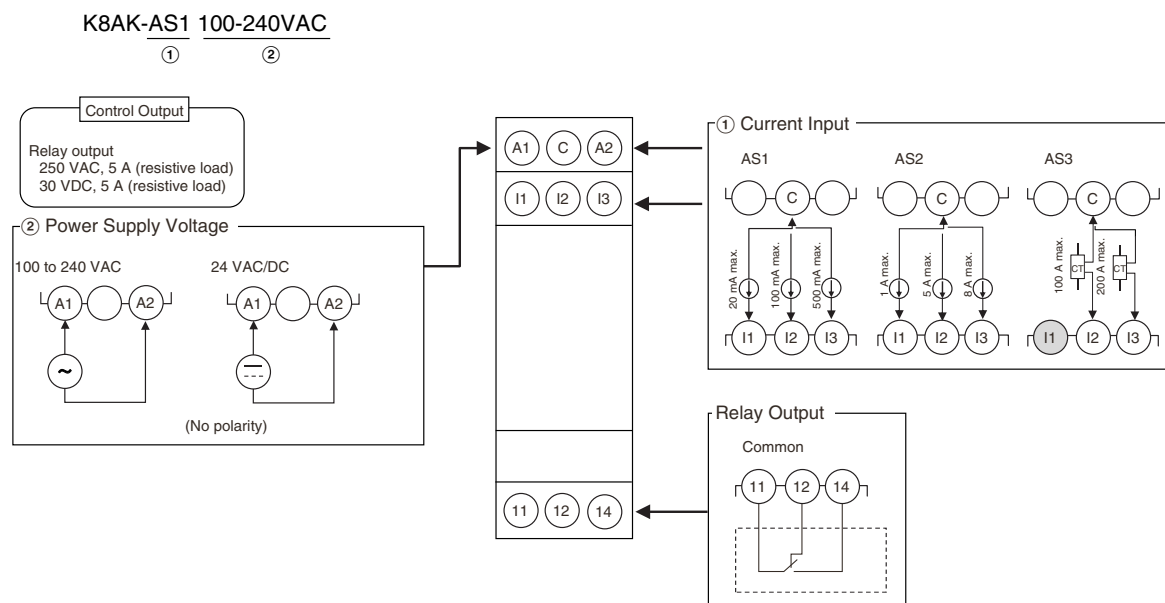 K8AK-AS1 100-240VAC
① ②
Control Output
Relay output
250 VAC, 5 A (resistive load)
30 VDC, 5 A (resistive load)
② Power Supply Voltage
100 to 240 VAC
24 VAC/DC
A1 A2
A1 A2
~
(No polarity)
A1 C A2
I1 I2 I3
11 12 14
① Current Input
AS1
AS2
AS3
C
C
C
20 mA max.
100 mA max.
500 mA max.
1 A max.
5 A max.
8 A max.
100 A max.
CT
200 A max.
CT
I1 I2 I3
I1 I2 I3
I1 I2 I3
Relay Output
Common
11 12 14